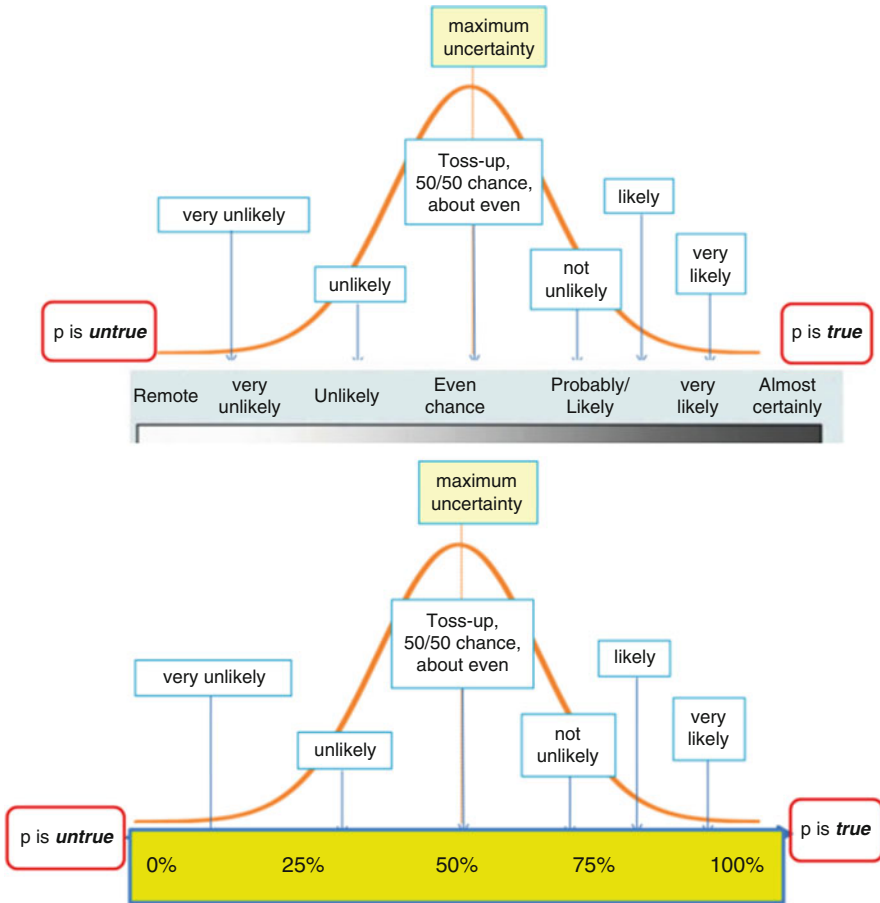 maximum
uncertainty
Toss-up,
50/50 chance,
about even
very unlikely
likely
unlikely
not
unlikely
very
likely
p is untrue
p is true
Remote
very
unlikely
Unlikely
Even
chance
Probably/
Likely
very
likely
Almost
certainly
maximum
uncertainty
Toss-up,
50/50 chance,
about even
very unlikely
likely
unlikely
not
unlikely
very
likely
p is untrue
p is true
0% 25% 50% 75% 100%